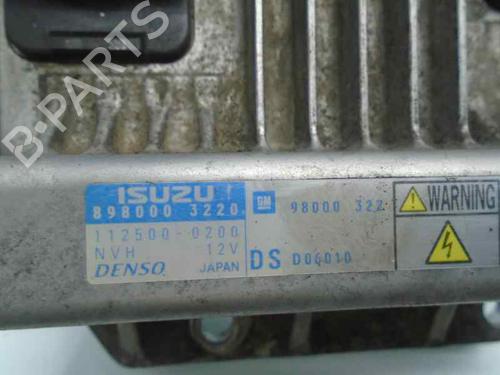 B-PARTS
ISUZU
898000 3220
112500-0200
NVH 12V
DENSO JAPAN
GM 98000 322
DS D06010
WARNING